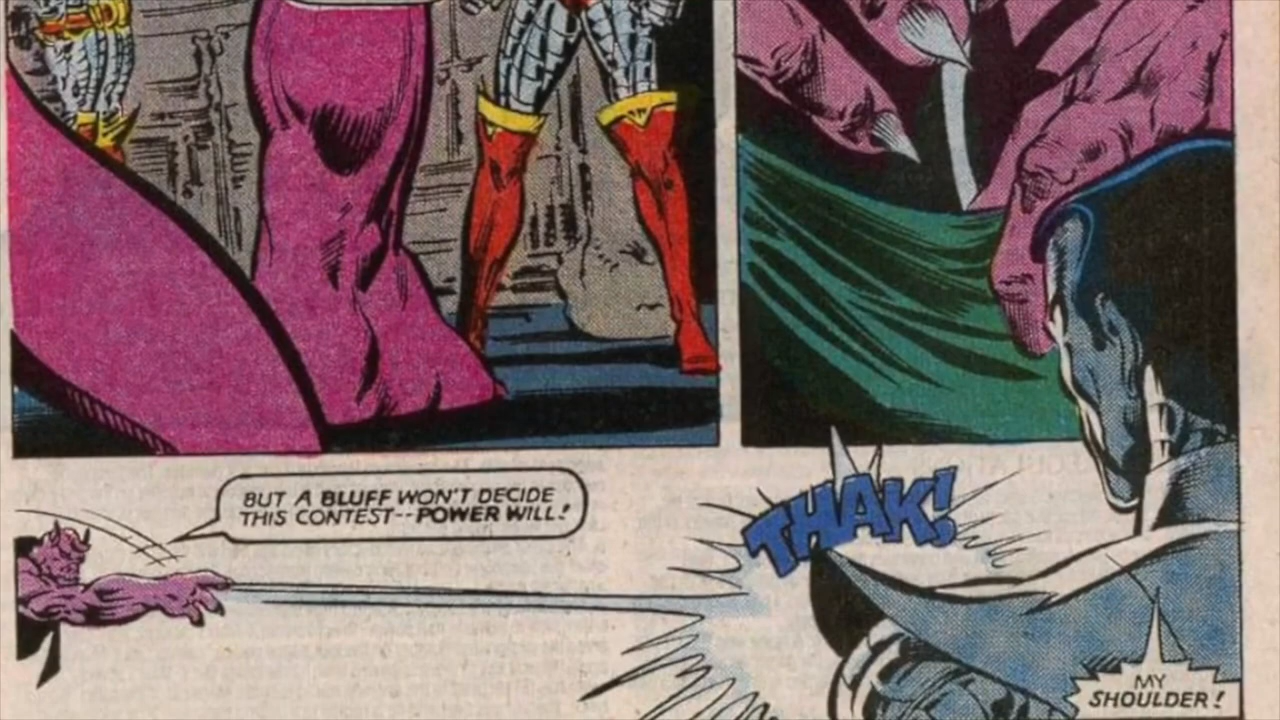 BUT A BLUFF WON'T DECIDE
THIS CONTEST--POWER WILL!
THAK!
MY
SHOULDER!